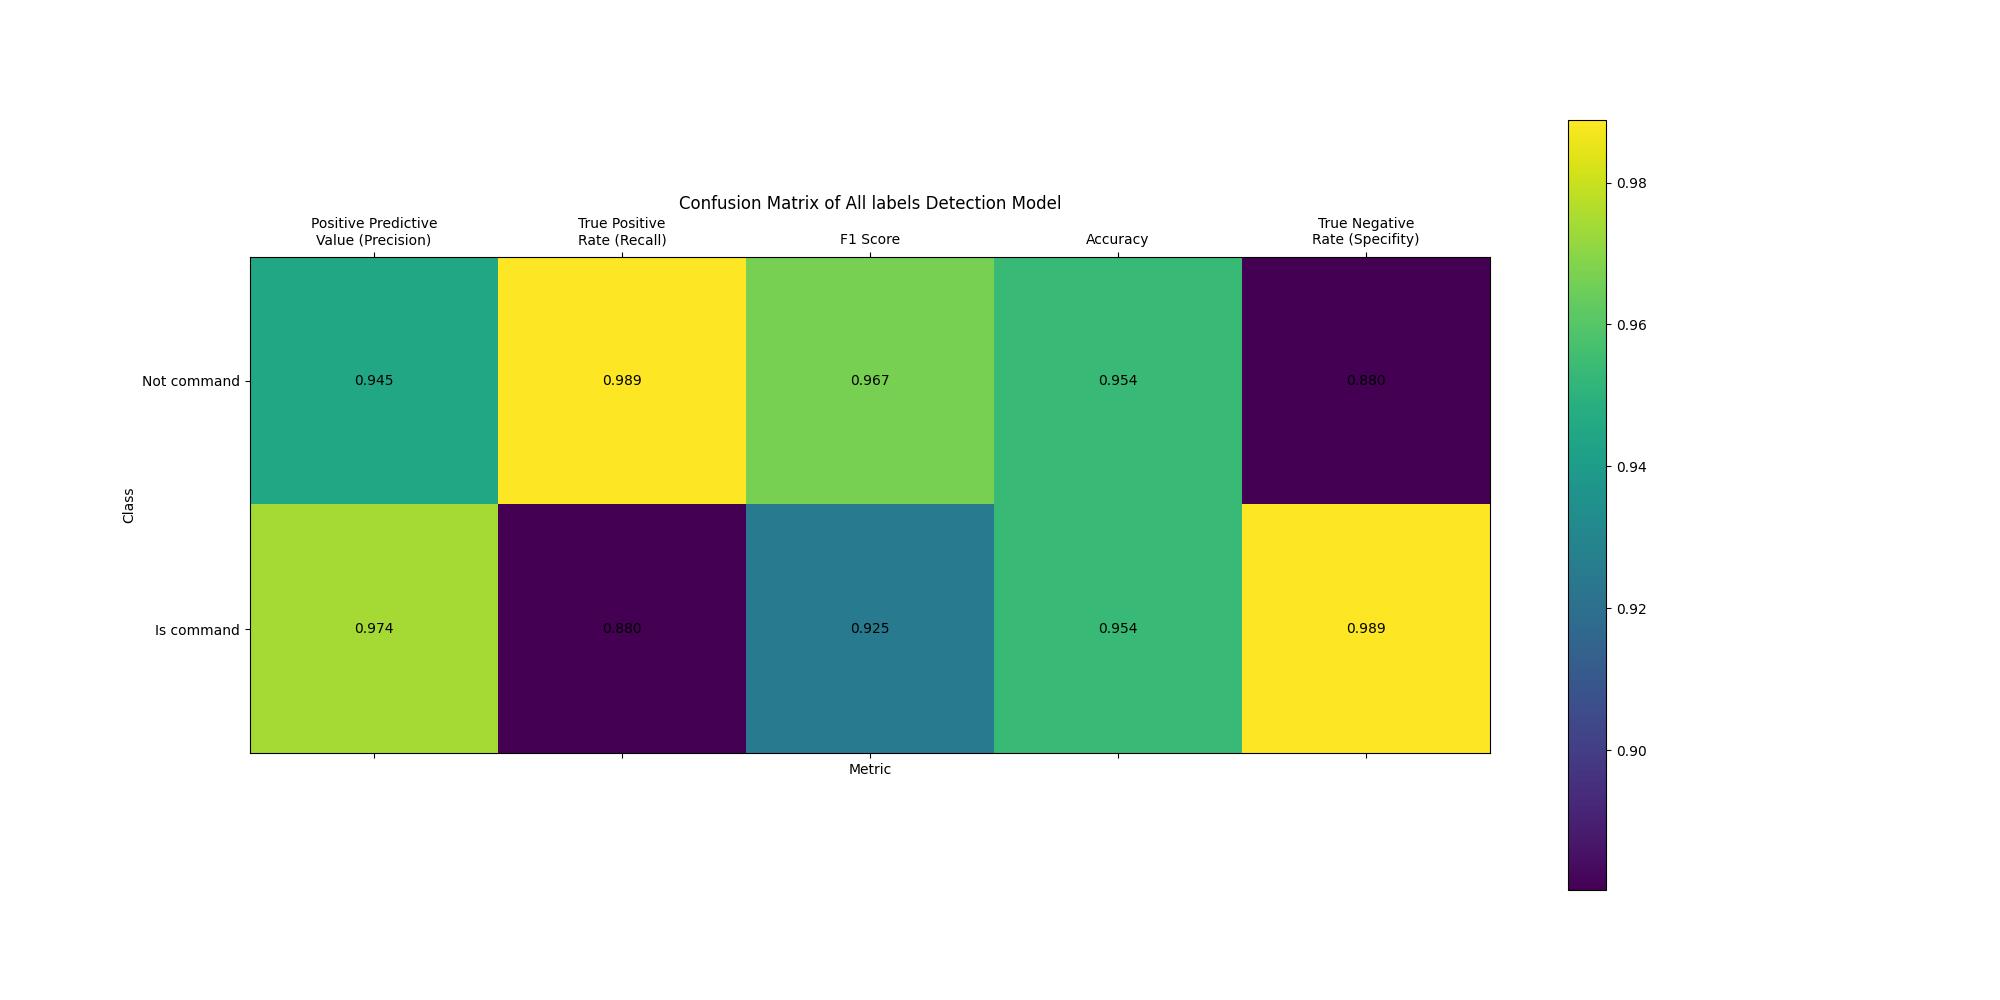 Confusion Matrix of All labels Detection Model
Positive Predictive
Value (Precision)
True Positive
Rate (Recall)
F1 Score
Accuracy
True Negative
Rate (Specifity)
Not command
0.945
0.989
0.967
0.954
0.880
Is command
0.974
0.880
0.925
0.954
0.989
Class
Metric
0.98
0.96
0.94
0.92
0.90